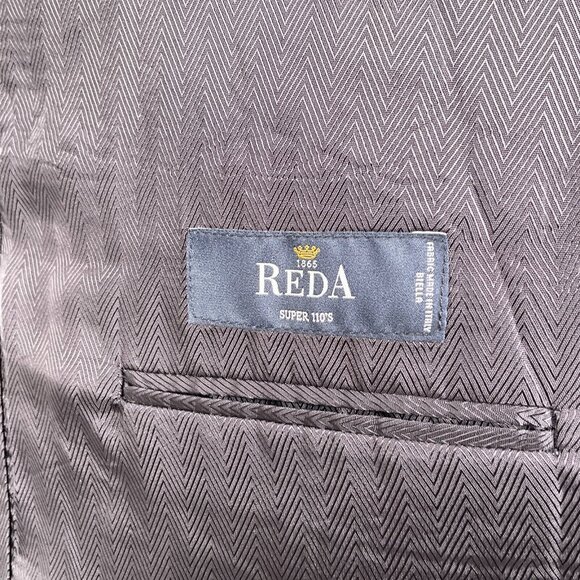 1865
REDA
SUPER 110'S
FABRIC MADE IN ITALY
BIELLA